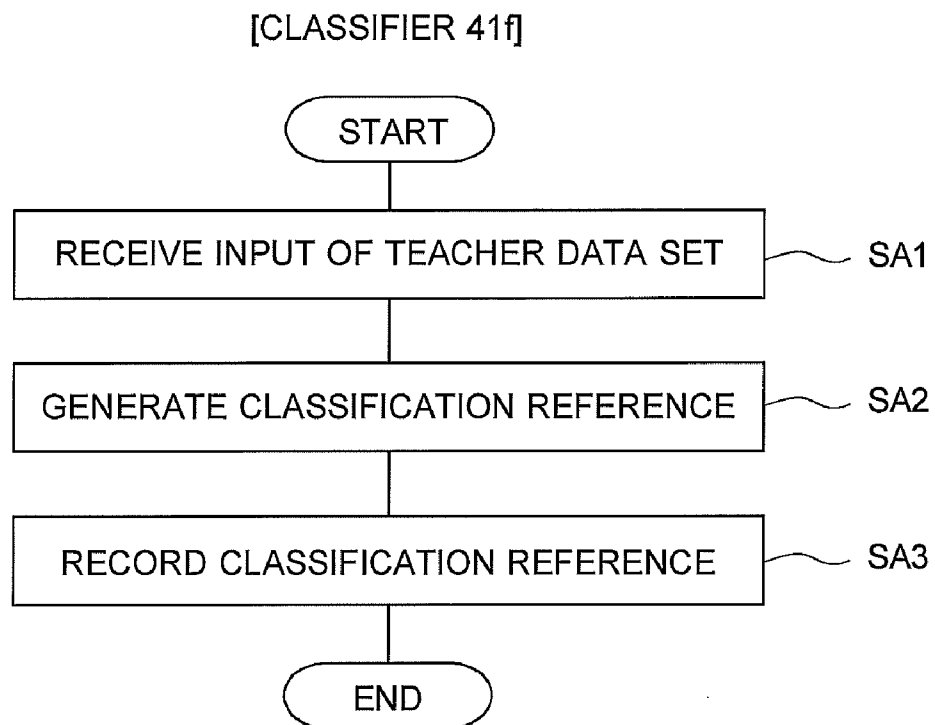 [CLASSIFIER 41f]
START
RECEIVE INPUT OF TEACHER DATA SET
SA1
GENERATE CLASSIFICATION REFERENCE
SA2
RECORD CLASSIFICATION REFERENCE
SA3
END